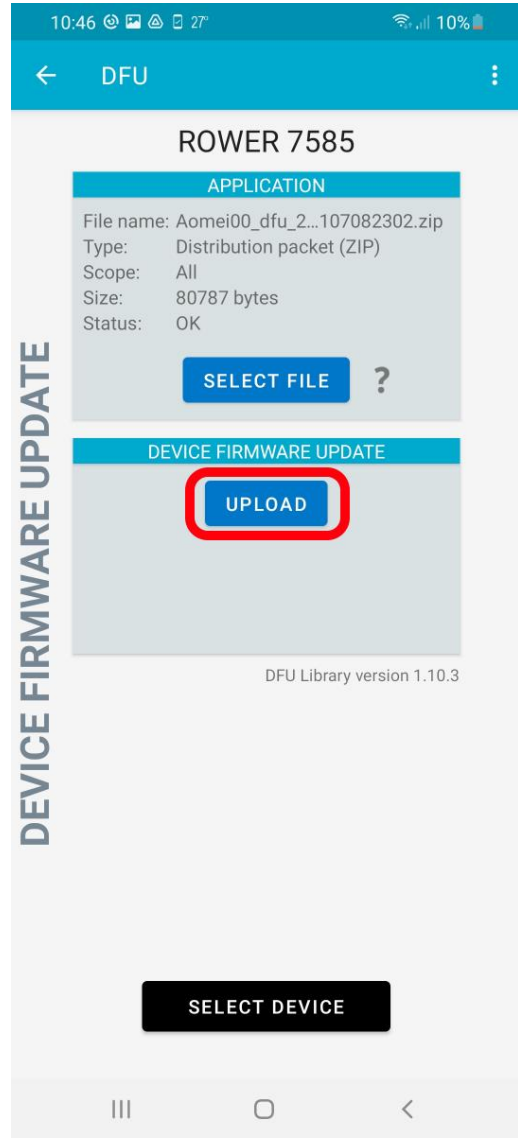 10:46 27°
10%
DFU
ROWER 7585
APPLICATION
File name: Aomei00_dfu_2...107082302.zip
Type: Distribution packet (ZIP)
Scope: All
Size: 80787 bytes
Status: OK
SELECT FILE ?
DEVICE FIRMWARE UPDATE
UPLOAD
DFU Library version 1.10.3
DEVICE FIRMWARE UPDATE
SELECT DEVICE